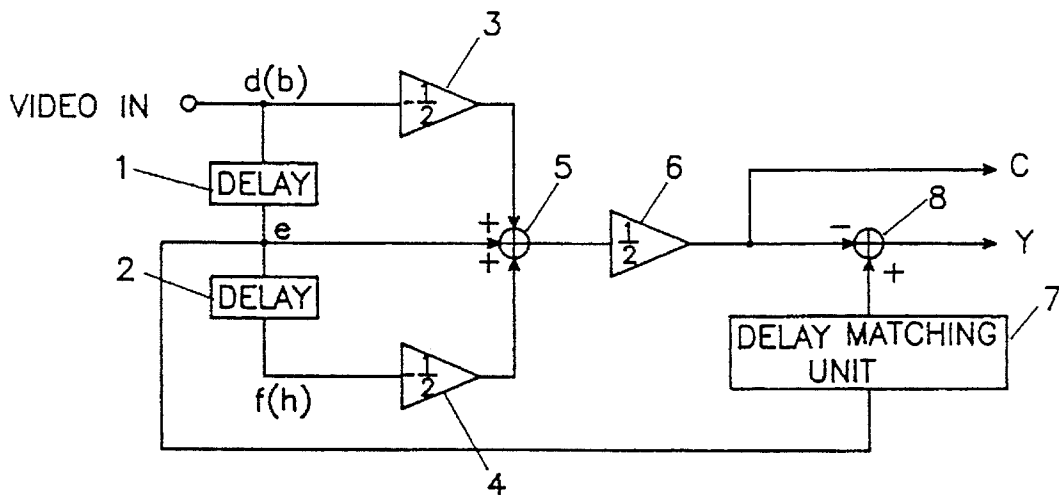 3
d(b)
VIDEO IN
-1/2
1
DELAY
5
6
C
8
e
+
+
1/2
-
Y
2
DELAY
+
7
DELAY MATCHING
UNIT
-1/2
f(h)
4